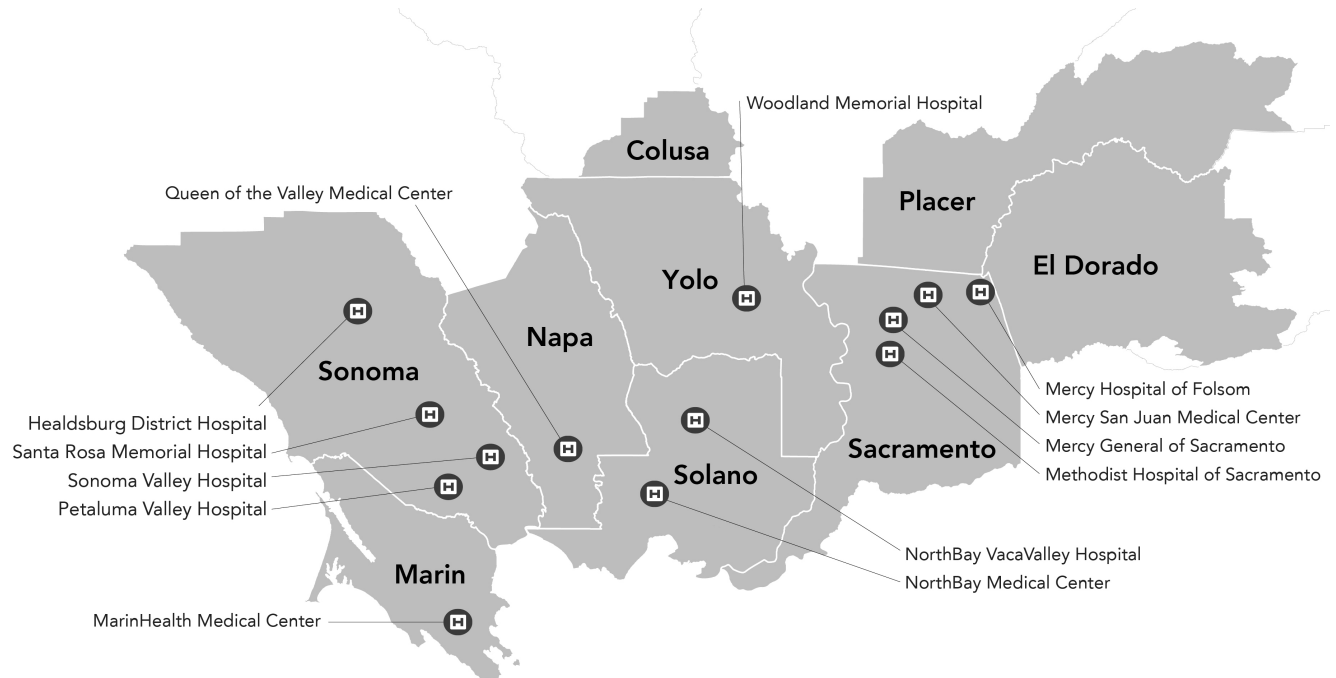 Woodland Memorial Hospital
Colusa
Queen of the Valley Medical Center
Placer
El Dorado
Yolo
Napa
Sonoma
Mercy Hospital of Folsom
Mercy San Juan Medical Center
Healdsburg District Hospital
Mercy General of Sacramento
Santa Rosa Memorial Hospital
Sacramento
Methodist Hospital of Sacramento
Solano
Sonoma Valley Hospital
Petaluma Valley Hospital
NorthBay VacaValley Hospital
Marin
NorthBay Medical Center
MarinHealth Medical Center